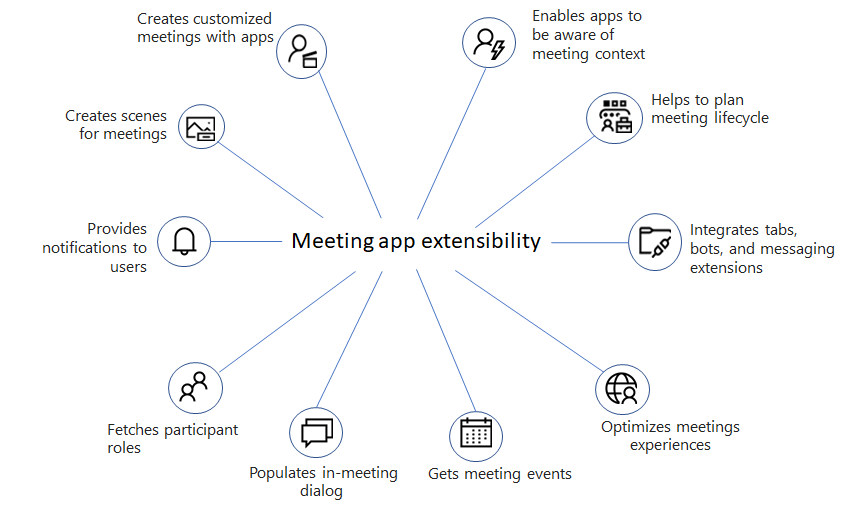 Creates customized
meetings with apps
Enables apps to
be aware of
meeting context
Creates scenes
for meetings
Helps to plan
meeting lifecycle
Provides
notifications to
users
Meeting app extensibility
Integrates tabs,
bots, and messaging
extensions
Fetches participant
roles
Populates in-meeting
dialog
Gets meeting events
Optimizes meetings
experiences